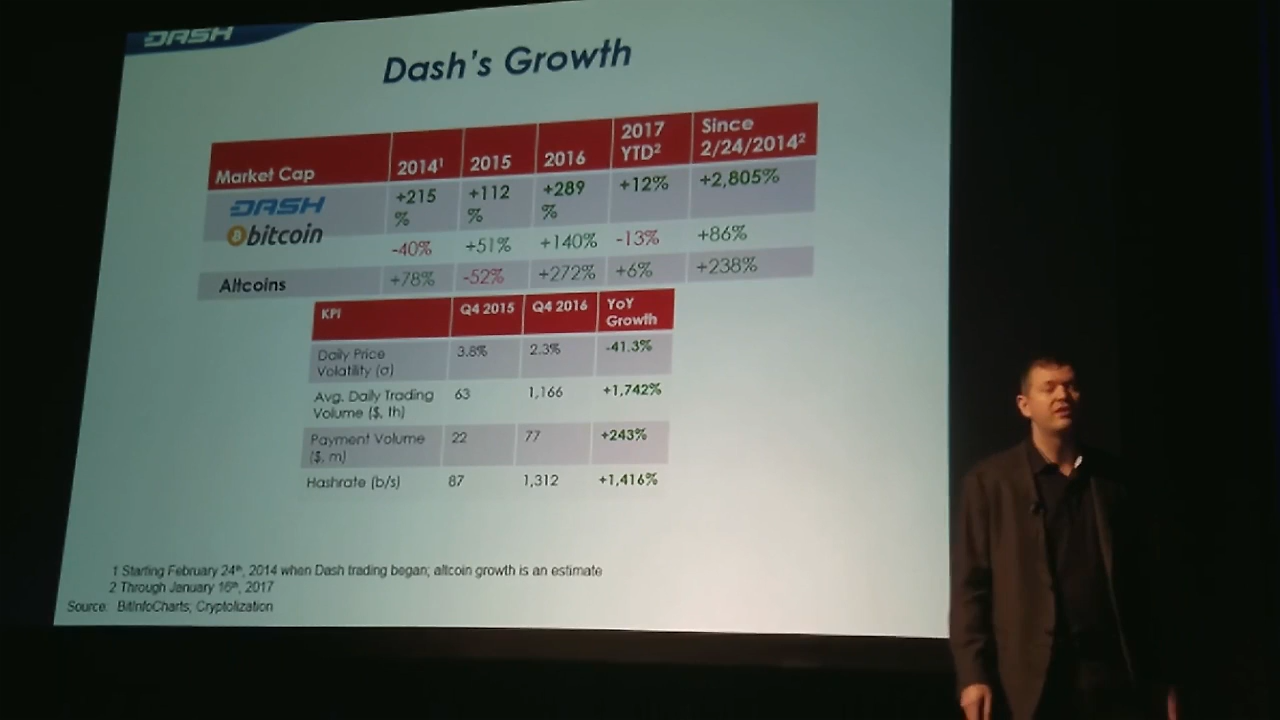 DASH
Dash's Growth
Market Cap 2014¹ 2015 2016 2017 YTD² Since 2/24/2014²
DASH +215 % +112 % +289 % +12% +2,805%
bitcoin -40% +51% +140% -13% +86%
Altcoins +78% -52% +272% +6% +238%
KPI Q4 2015 Q4 2016 YoY Growth
Daily Price Volatility (σ) 3.8% 2.3% -41.3%
Avg. Daily Trading Volume ($, th) 63 1,166 +1,742%
Payment Volume ($, m) 22 77 +243%
Hashrate (b/s) 87 1,312 +1,416%
1 Starting February 24th, 2014 when Dash trading began; altcoin growth is an estimate
2 Through January 16th, 2017
Source: BitInfoCharts; Cryptolization